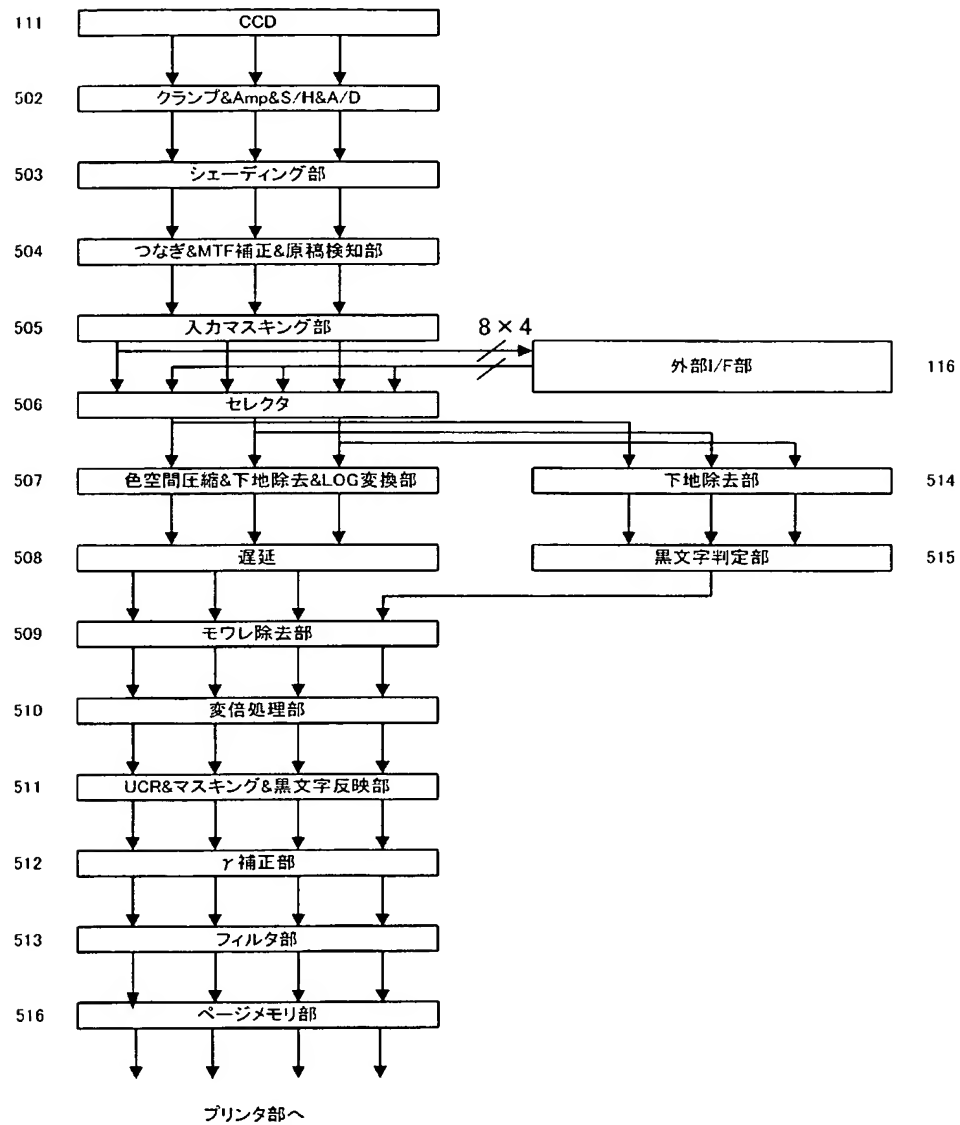 111 CCD
502 クランプ&Amp&S/H&A/D
503 シェーディング部
504 つなぎ&MTF補正&原稿検知部
505 入力マスキング部
8×4
外部I/F部 116
506 セレクタ
507 色空間圧縮&下地除去&LOG変換部 下地除去部 514
508 遅延 黒文字判定部 515
509 モワレ除去部
510 変倍処理部
511 UCR&マスキング&黒文字反映部
512 γ補正部
513 フィルタ部
516 ページメモリ部
プリンタ部へ